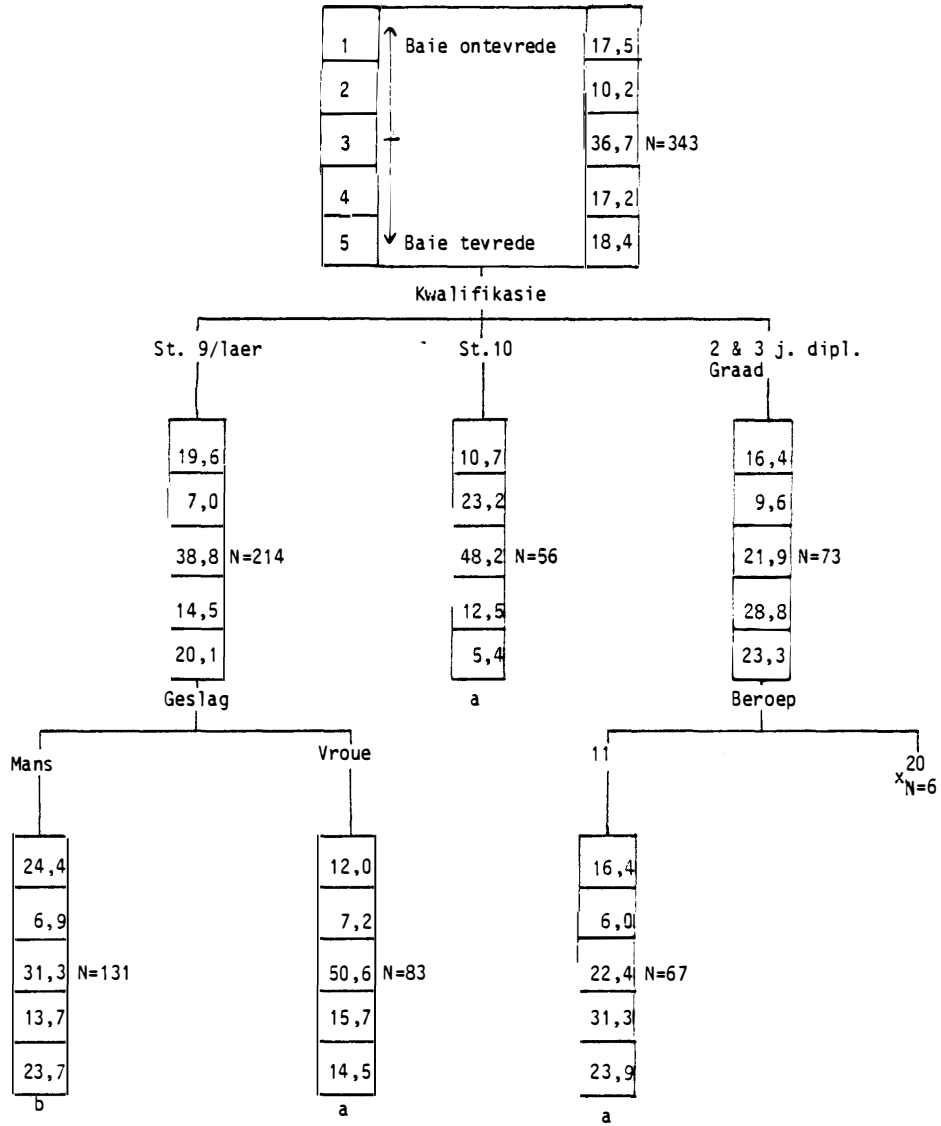 1 Baie ontevrede 17,5
2 10,2
3 36,7 N=343
4 17,2
5 Baie tevrede 18,4
Kwalifikasie
St. 9/laer St.10 2 & 3 j. dipl.
Graad
19,6 10,7 16,4
7,0 23,2 9,6
38,8 N=214 48,2 N=56 21,9 N=73
14,5 12,5 28,8
20,1 5,4 23,3
Geslag a Beroep
Mans Vroue 11 20
x N=6
24,4 12,0 16,4
6,9 7,2 6,0
31,3 N=131 50,6 N=83 22,4 N=67
13,7 15,7 31,3
23,7 14,5 23,9
b a a